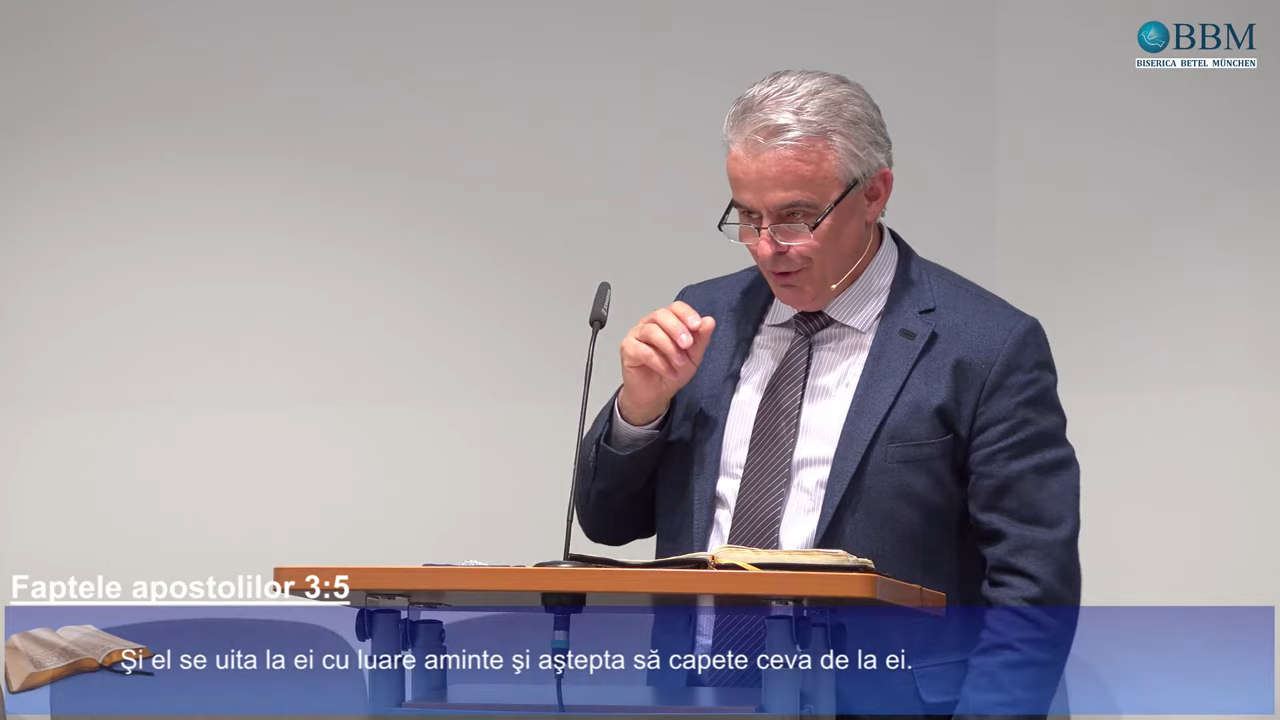 BBM
BISERICA BETEL MÜNCHEN
Faptele apostolilor 3:5
Şi el se uita la ei cu luare aminte şi aştepta să capete ceva de la ei.